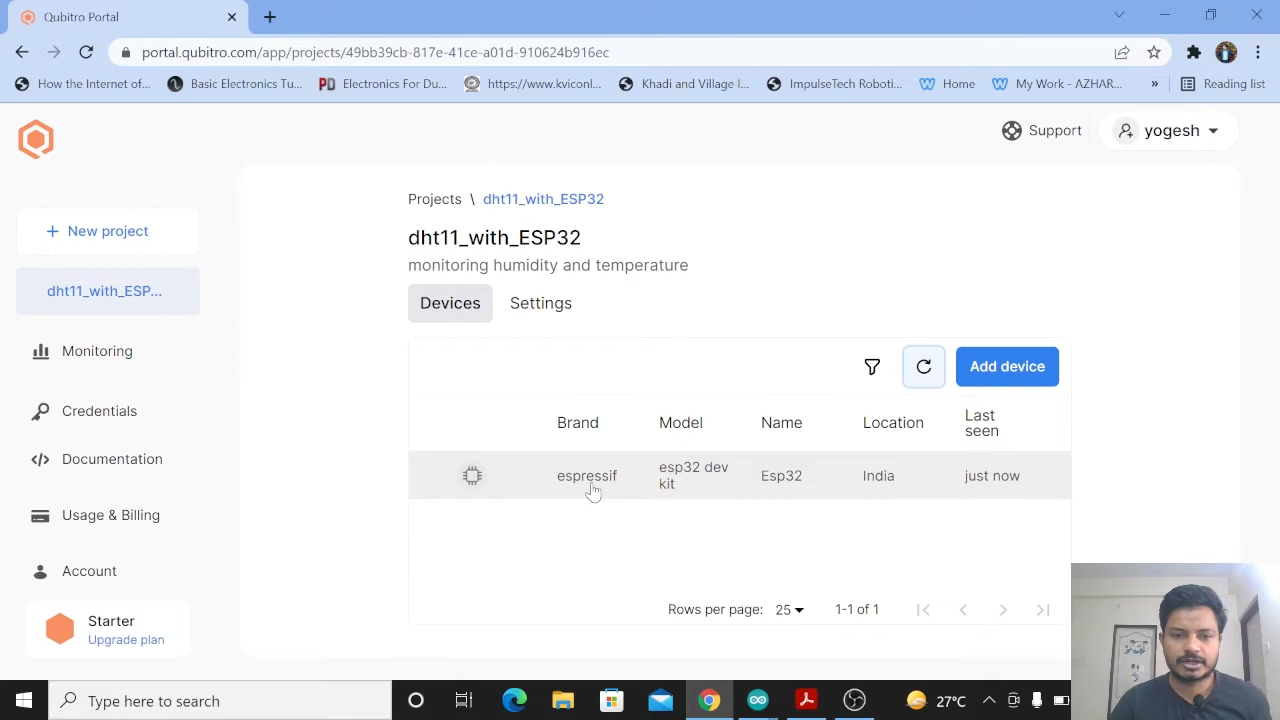 Qubitro Portal
portal.qubitro.com/app/projects/49bb39cb-817e-41ce-a01d-910624b916ec
How the Internet of...
Basic Electronics Tu...
Electronics For Du...
https://www.kviconl...
Khadi and Village I...
ImpulseTech Roboti...
Home
My Work - AZHAR...
»
Reading list
Support
yogesh
Projects \ dht11_with_ESP32
+ New project
dht11_with_ESP32
monitoring humidity and temperature
dht11_with_ESP...
Devices
Settings
Monitoring
Add device
Credentials
Brand
Model
Name
Location
Last
seen
Documentation
espressif
esp32 dev
kit
Esp32
India
just now
Usage & Billing
Account
Rows per page: 25
1-1 of 1
Starter
Upgrade plan
Type here to search
27°C